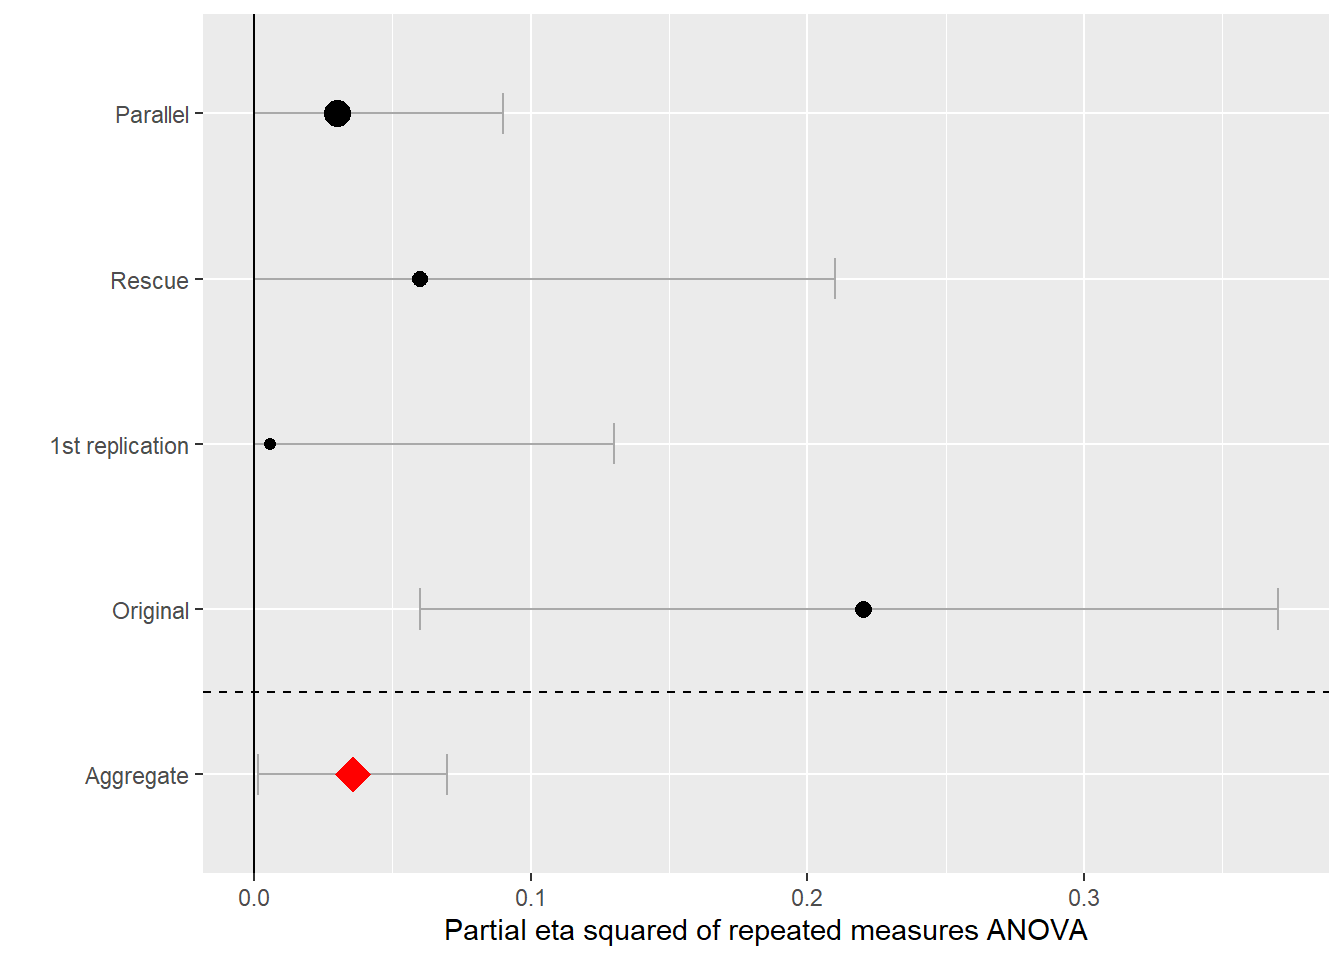 Parallel
Rescue
1st replication
Original
Aggregate
0.0 0.1 0.2 0.3
Partial eta squared of repeated measures ANOVA